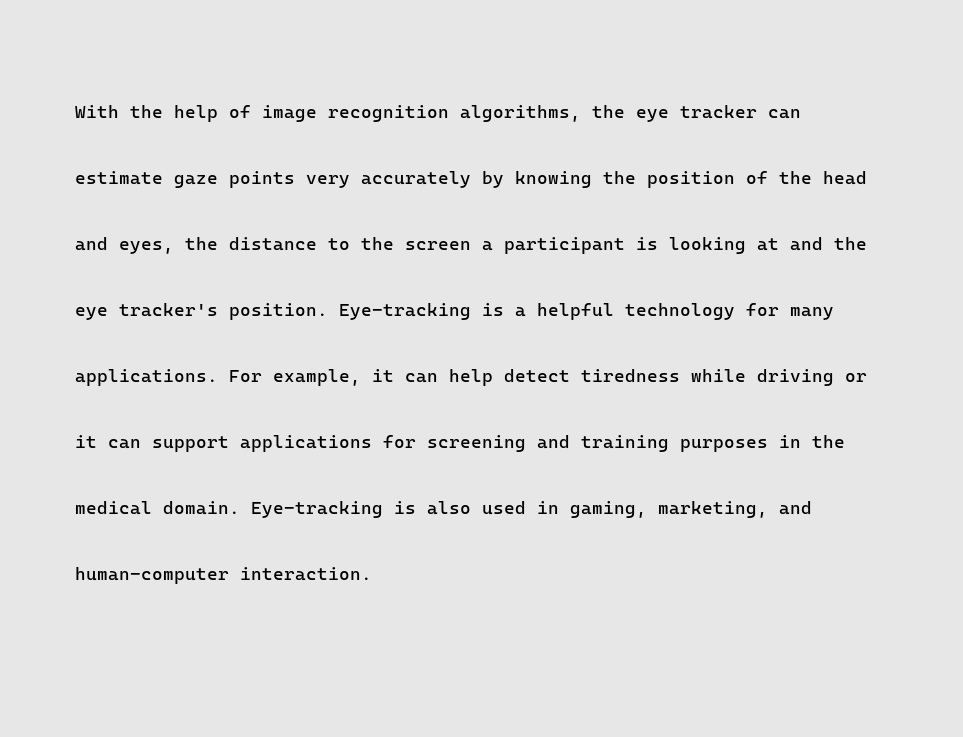 With the help of image recognition algorithms, the eye tracker can
estimate gaze points very accurately by knowing the position of the head
and eyes, the distance to the screen a participant is looking at and the
eye tracker's position. Eye-tracking is a helpful technology for many
applications. For example, it can help detect tiredness while driving or
it can support applications for screening and training purposes in the
medical domain. Eye-tracking is also used in gaming, marketing, and
human-computer interaction.